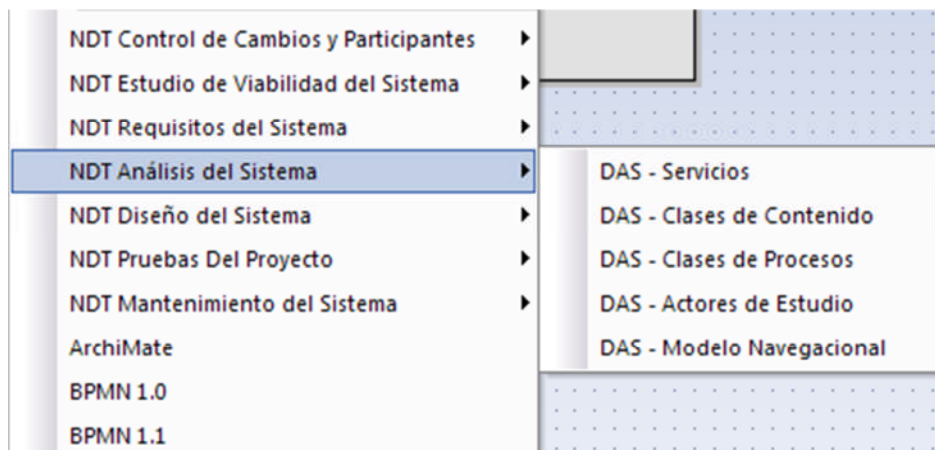 NDT Control de Cambios y Participantes
NDT Estudio de Viabilidad del Sistema
NDT Requisitos del Sistema
NDT Análisis del Sistema
NDT Diseño del Sistema
NDT Pruebas Del Proyecto
NDT Mantenimiento del Sistema
ArchiMate
BPMN 1.0
BPMN 1.1
DAS - Servicios
DAS - Clases de Contenido
DAS - Clases de Procesos
DAS - Actores de Estudio
DAS - Modelo Navegacional